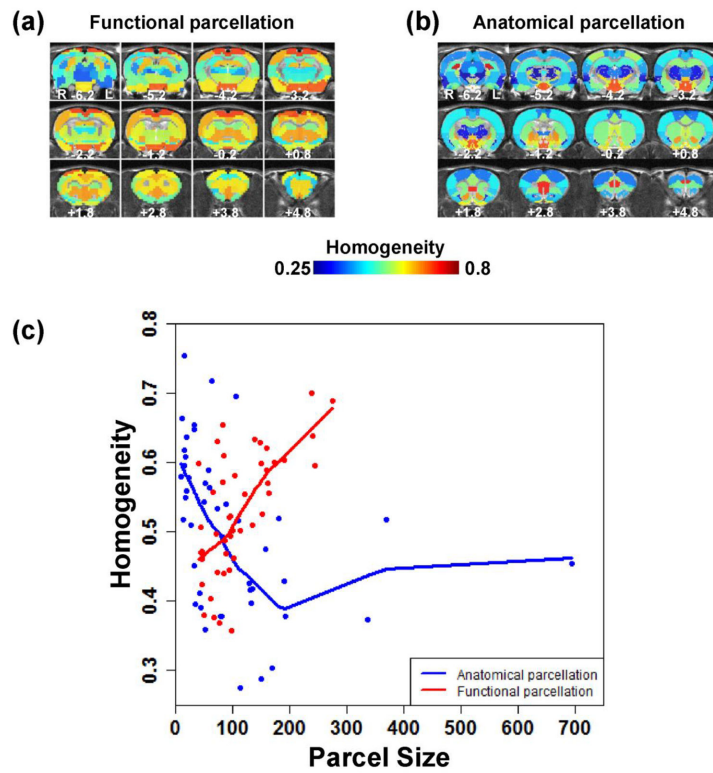 (a) Functional parcellation
R -6.2 L -5.2 -4.2 -3.2
-2.2 -1.2 -0.2 +0.8
+1.8 +2.8 +3.8 +4.8
(b) Anatomical parcellation
R -6.2 L -5.2 -4.2 -3.2
-2.2 -1.2 -0.2 +0.8
+1.8 +2.8 +3.8 +4.8
Homogeneity
0.25 0.8
(c)
Homogeneity
0.8
0.7
0.6
0.5
0.4
0.3
Anatomical parcellation
Functional parcellation
0 100 200 300 400 500 600 700
Parcel Size